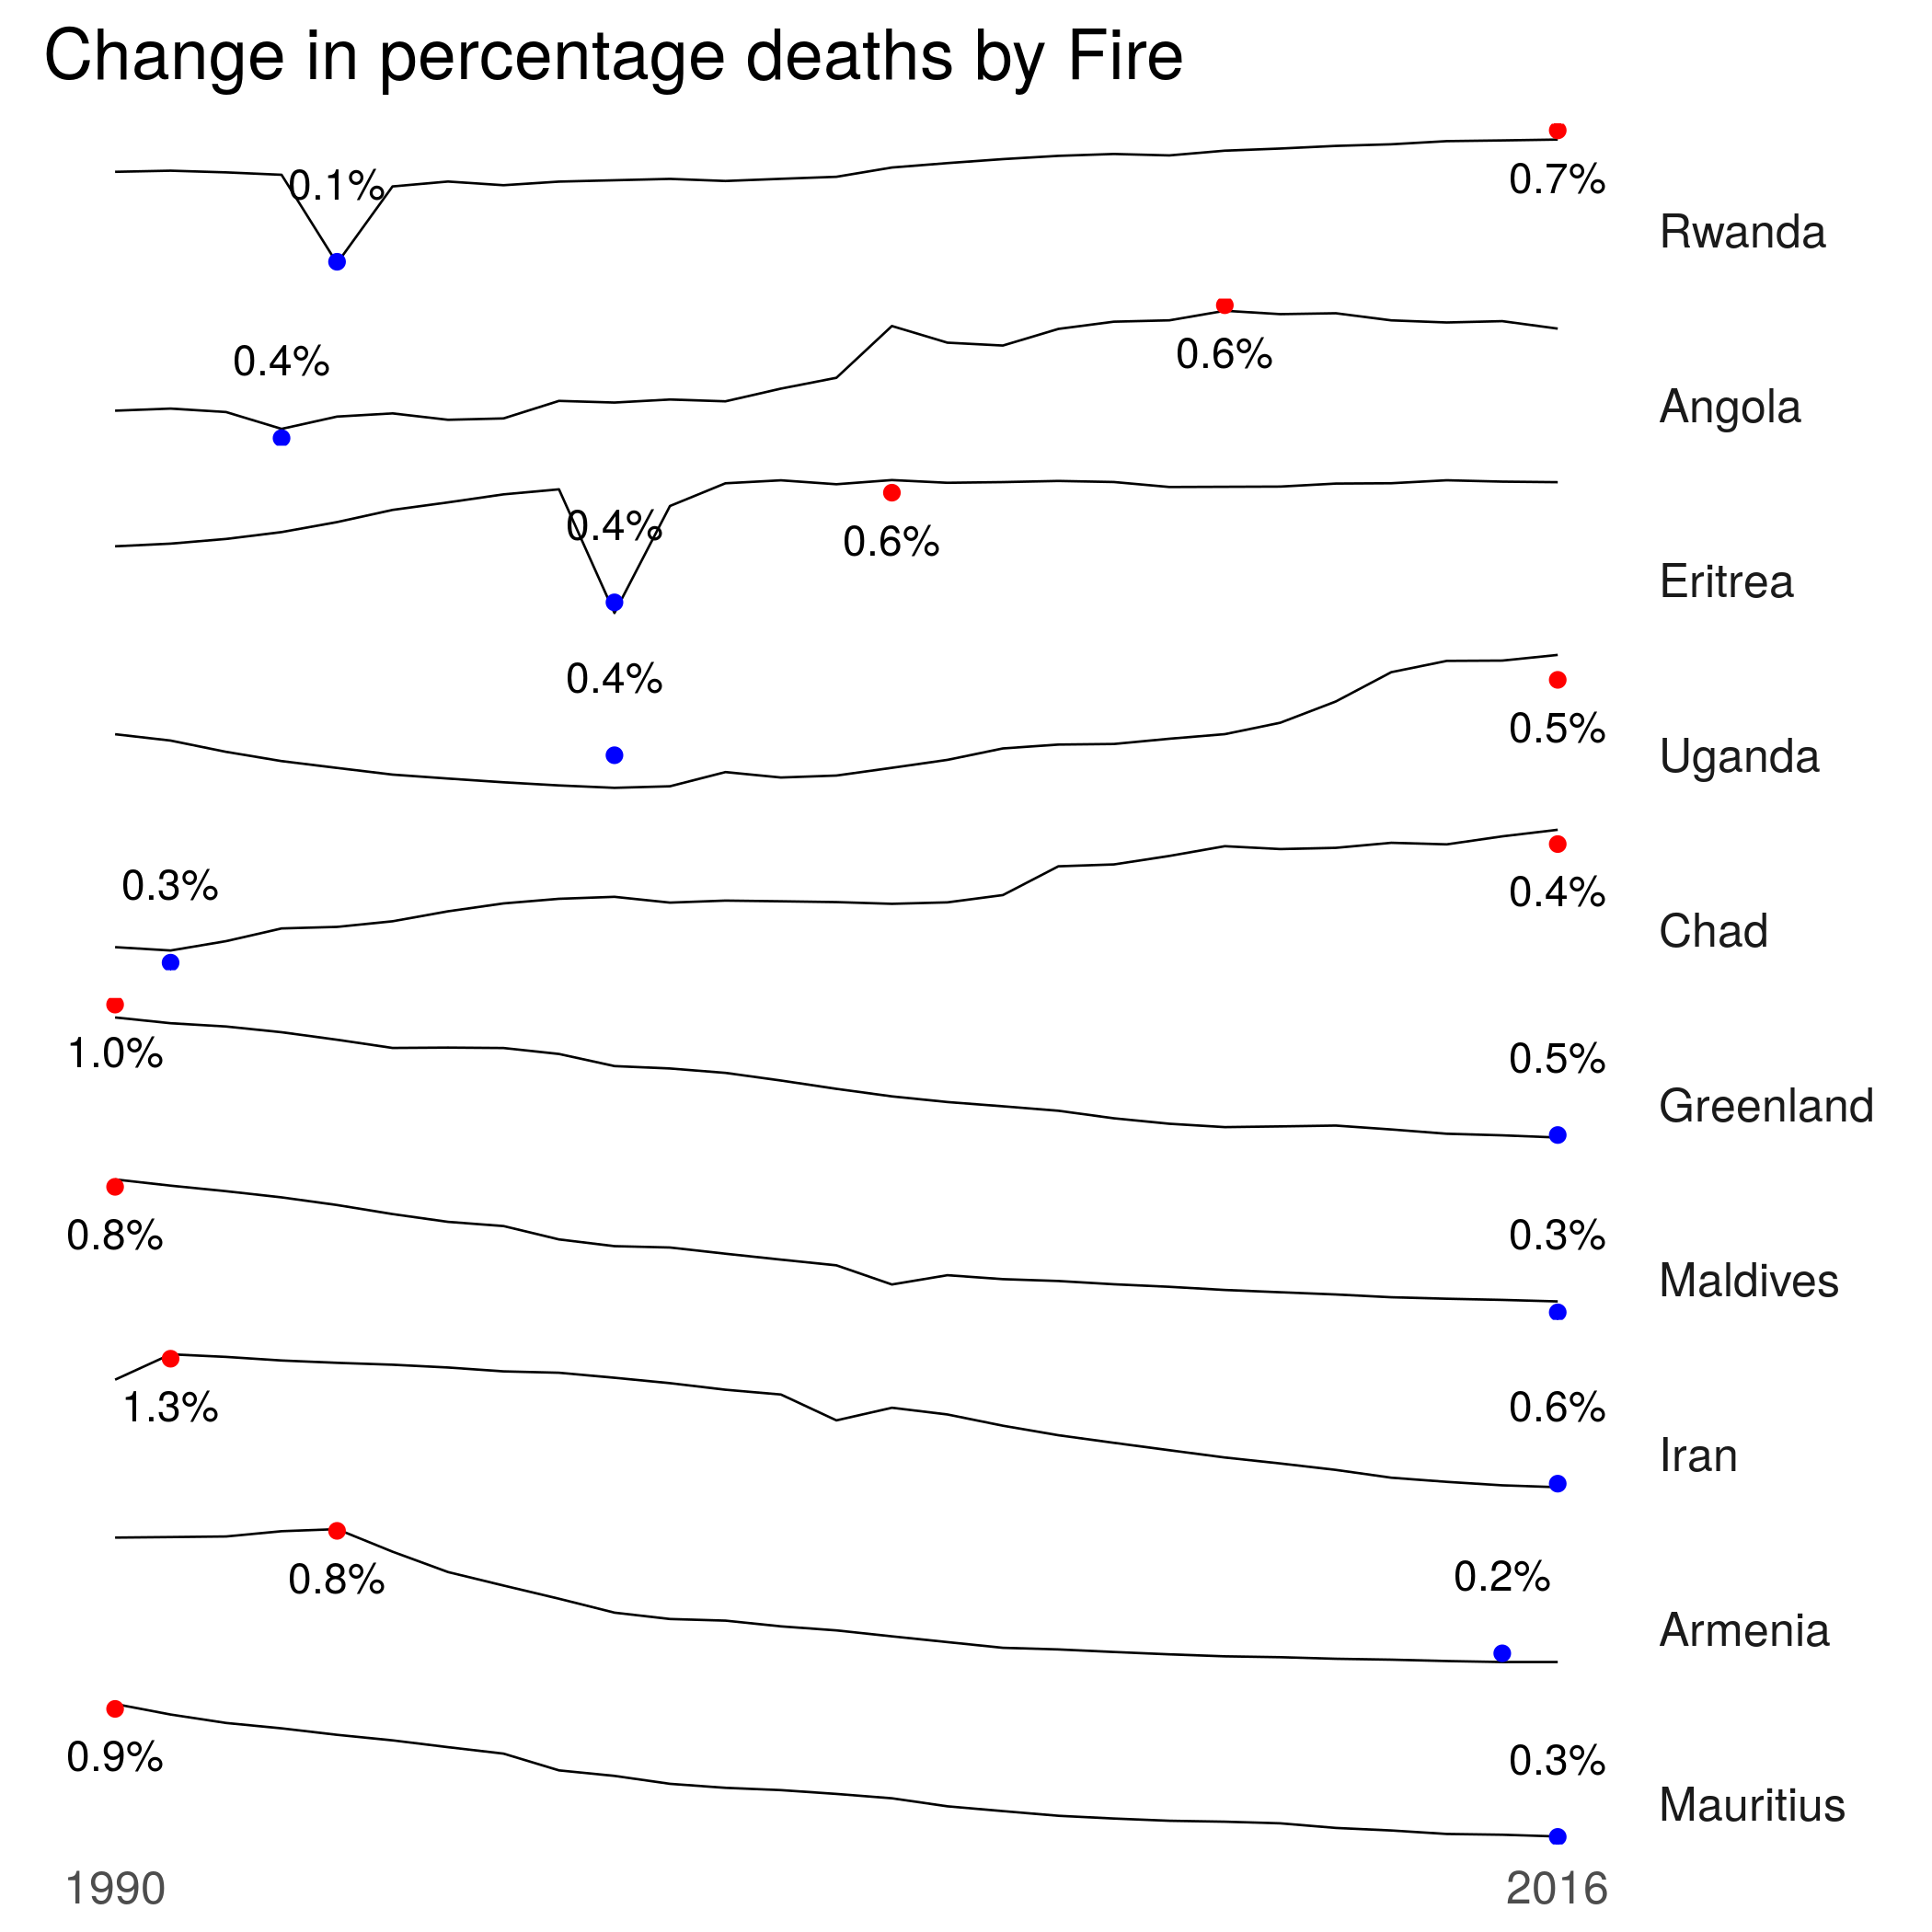 Change in percentage deaths by Fire
0.1%
0.7%
Rwanda
0.4%
0.6%
Angola
0.4%
0.6%
Eritrea
0.4%
0.5%
Uganda
0.3%
0.4%
Chad
1.0%
0.5%
Greenland
0.8%
0.3%
Maldives
1.3%
0.6%
Iran
0.8%
0.2%
Armenia
0.9%
0.3%
Mauritius
1990
2016